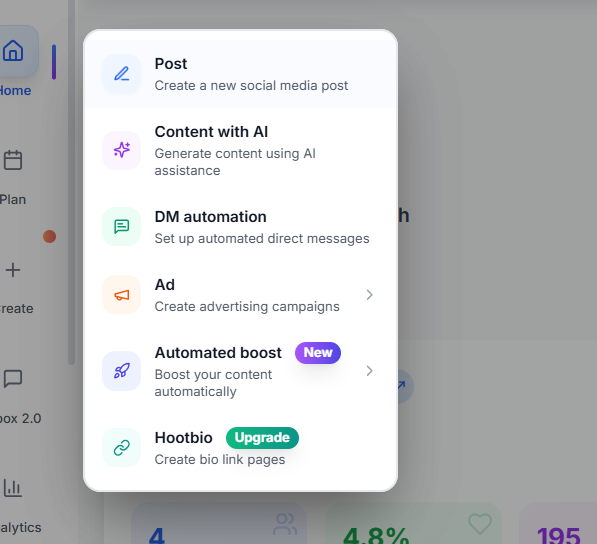 Home
Plan
reate
box 2.0
alytics
Post
Create a new social media post
Content with AI
Generate content using AI
assistance
DM automation
Set up automated direct messages
Ad
Create advertising campaigns
Automated boost New
Boost your content
automatically
Hootbio Upgrade
Create bio link pages
h
4
4.8%
195